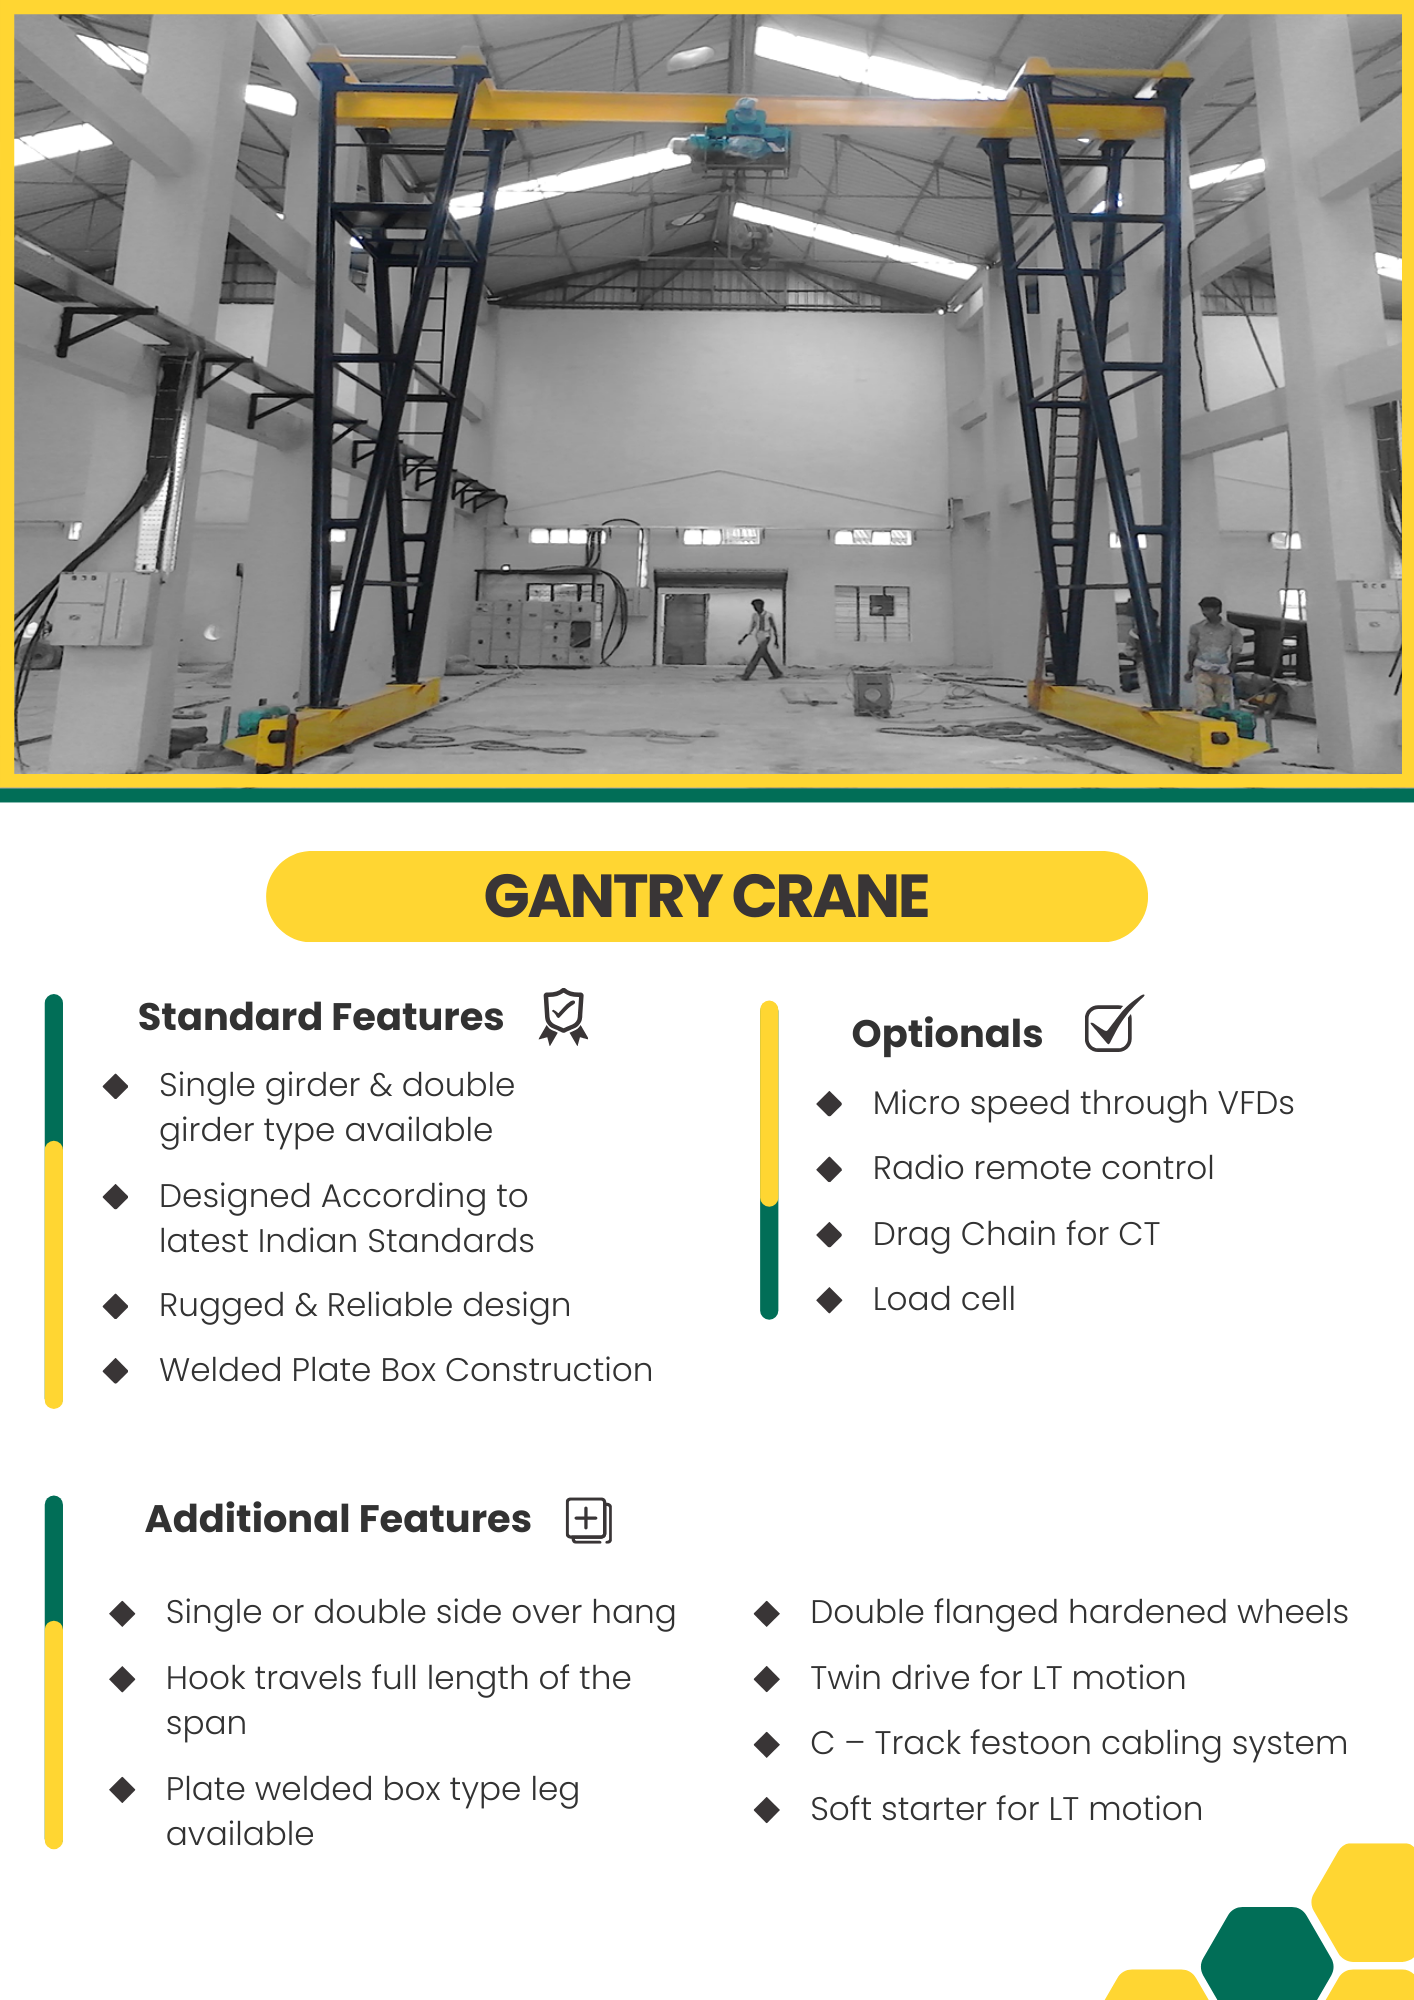 GANTRY CRANE
Standard Features
Single girder & double
girder type available
Designed According to
latest Indian Standards
Rugged & Reliable design
Welded Plate Box Construction
Optionals
Micro speed through VFDs
Radio remote control
Drag Chain for CT
Load cell
Additional Features
Single or double side over hang
Hook travels full length of the
span
Plate welded box type leg
available
Double flanged hardened wheels
Twin drive for LT motion
C – Track festoon cabling system
Soft starter for LT motion